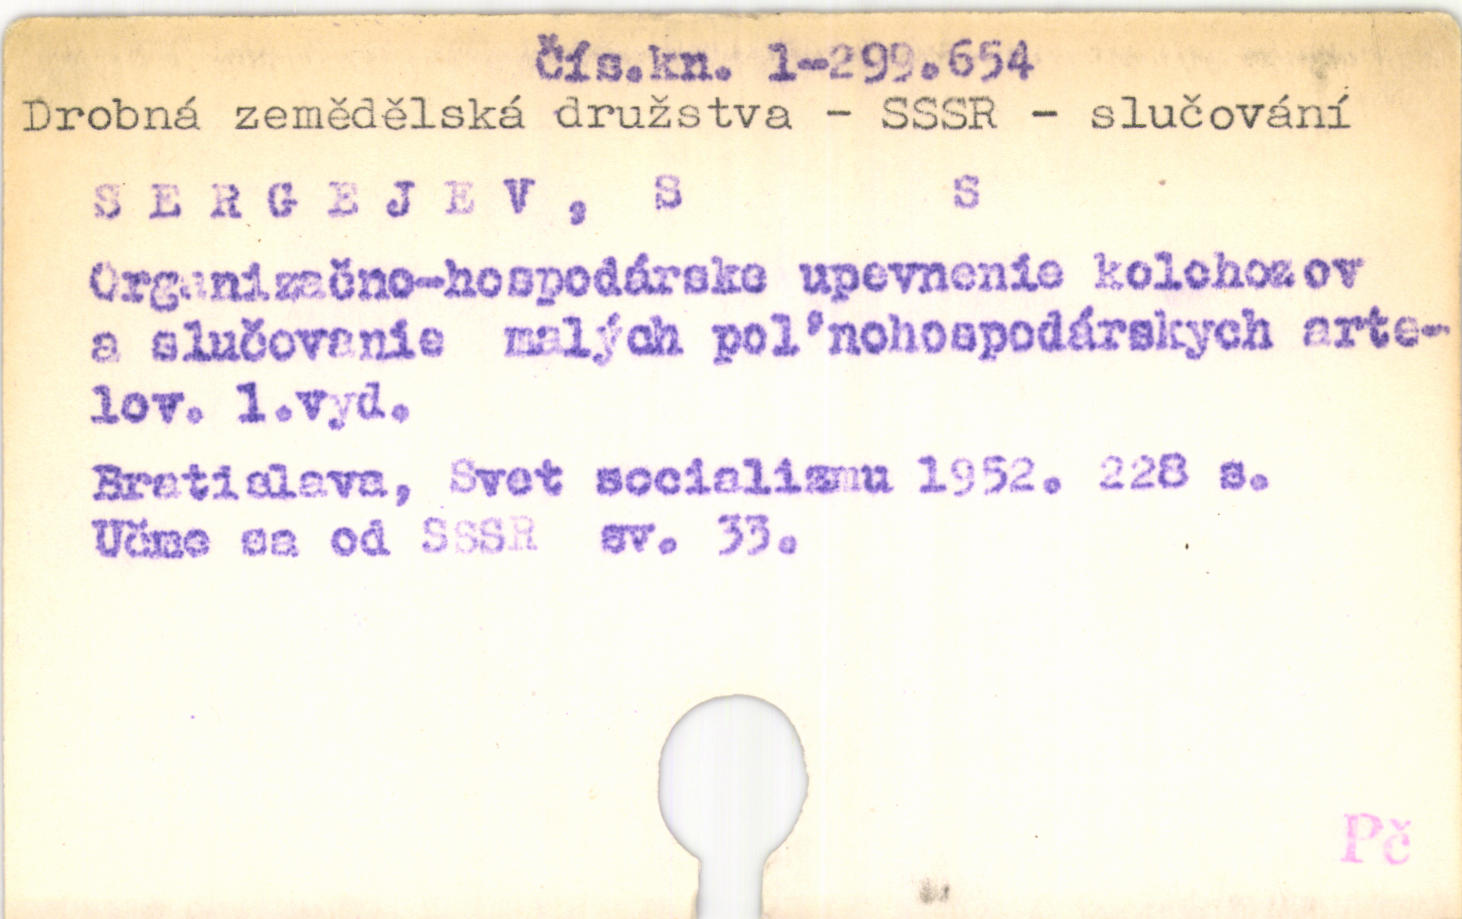 čís.kn. 1-299.654
Drobná zemědělská družstva - SSSR - slučování
S E R G E J E V , S S
Organizačno-hospodárske upevnenie kolchozov
a slučovanie malých pol'nohospodárskych arte-
lov. 1.vyd.
Bratislava, Svet socializmu 1952. 228 s.
Učme sa od SSSR sv. 33.
Pč